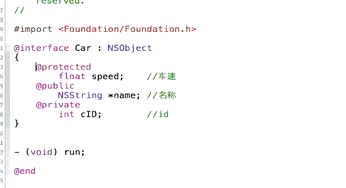 reserved.
//
#import <Foundation/Foundation.h>
@interface Car : NSObject
{
@protected
float speed; //车速
@public
NSString *name; //名称
@private
int cID; //id
}
- (void) run;
@end